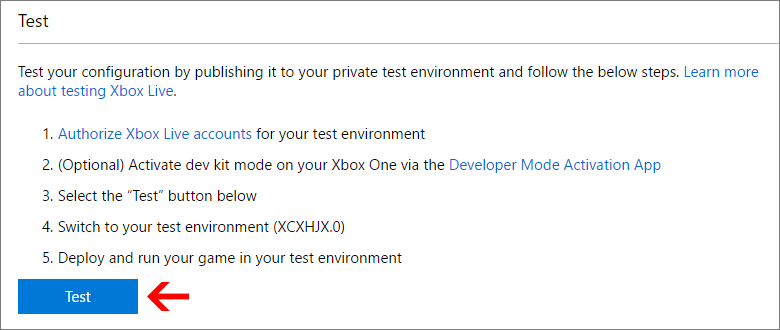 Test
Test your configuration by publishing it to your private test environment and follow the below steps. Learn more
about testing Xbox Live.
1. Authorize Xbox Live accounts for your test environment
2. (Optional) Activate dev kit mode on your Xbox One via the Developer Mode Activation App
3. Select the “Test” button below
4. Switch to your test environment (XCXHJX.0)
5. Deploy and run your game in your test environment
Test